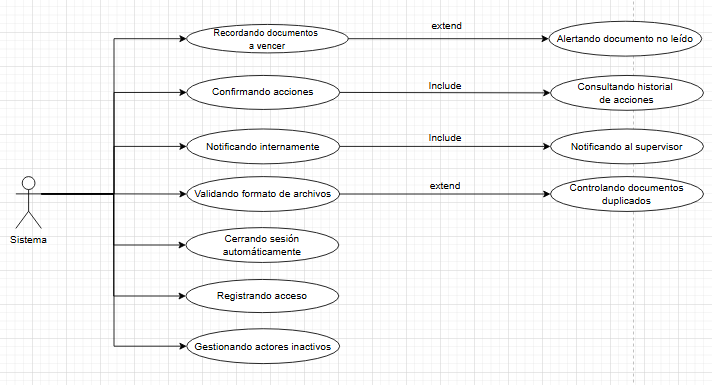 Recordando documentos
a vencer
extend
Alertando documento no leído
Confirmando acciones
Include
Consultando historial
de acciones
Notificando internamente
Include
Notificando al supervisor
Validando formato de archivos
extend
Controlando documentos
duplicados
Sistema
Cerrando sesión
automáticamente
Registrando acceso
Gestionando actores inactivos